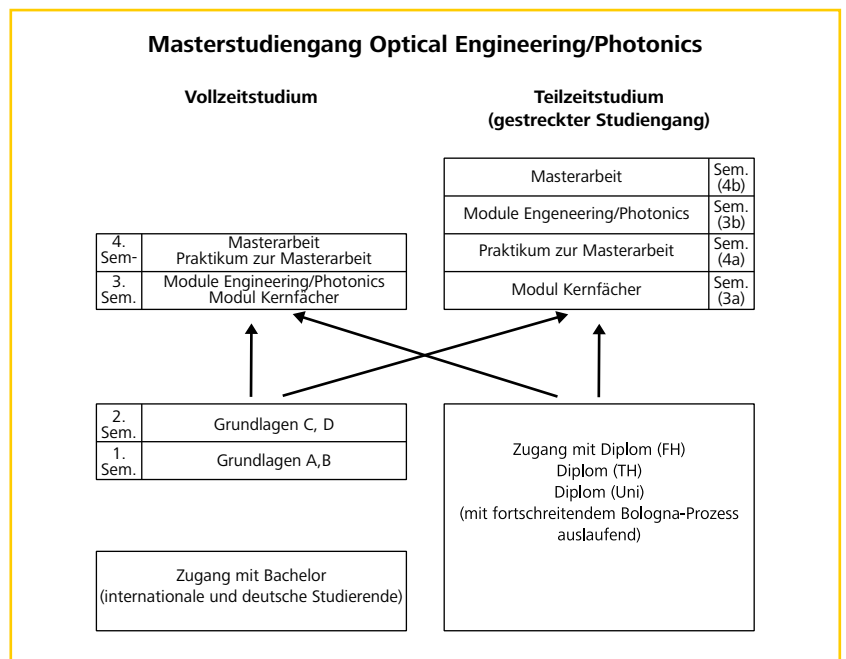 Masterstudiengang Optical Engineering/Photonics
Vollzeitstudium
Teilzeitstudium
(gestreckter Studiengang)
Masterarbeit
Sem.
(4b)
Module Engeneering/Photonics
Sem.
(3b)
Praktikum zur Masterarbeit
Sem.
(4a)
Modul Kernfächer
Sem.
(3a)
4.
Sem-
Masterarbeit
Praktikum zur Masterarbeit
3.
Sem.
Module Engineering/Photonics
Modul Kernfächer
2.
Sem.
Grundlagen C, D
1.
Sem.
Grundlagen A,B
Zugang mit Bachelor
(internationale und deutsche Studierende)
Zugang mit Diplom (FH)
Diplom (TH)
Diplom (Uni)
(mit fortschreitendem Bologna-Prozess
auslaufend)